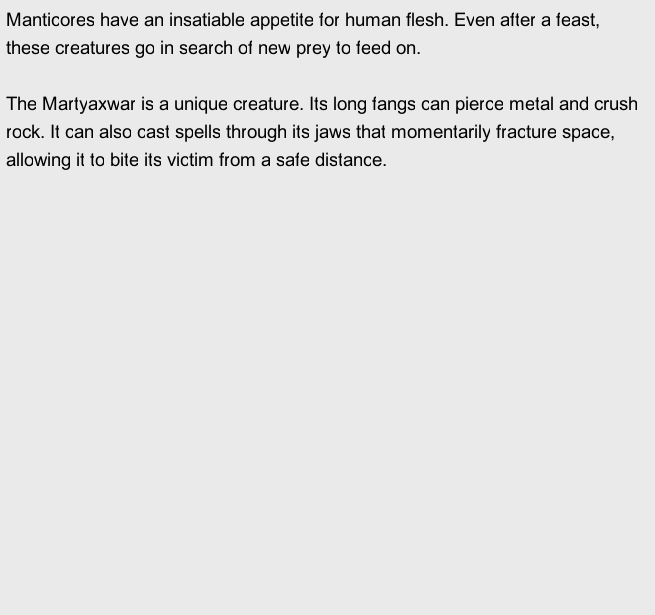 Manticores have an insatiable appetite for human flesh. Even after a feast,
these creatures go in search of new prey to feed on.
The Martyaxwar is a unique creature. Its long fangs can pierce metal and crush
rock. It can also cast spells through its jaws that momentarily fracture space,
allowing it to bite its victim from a safe distance.